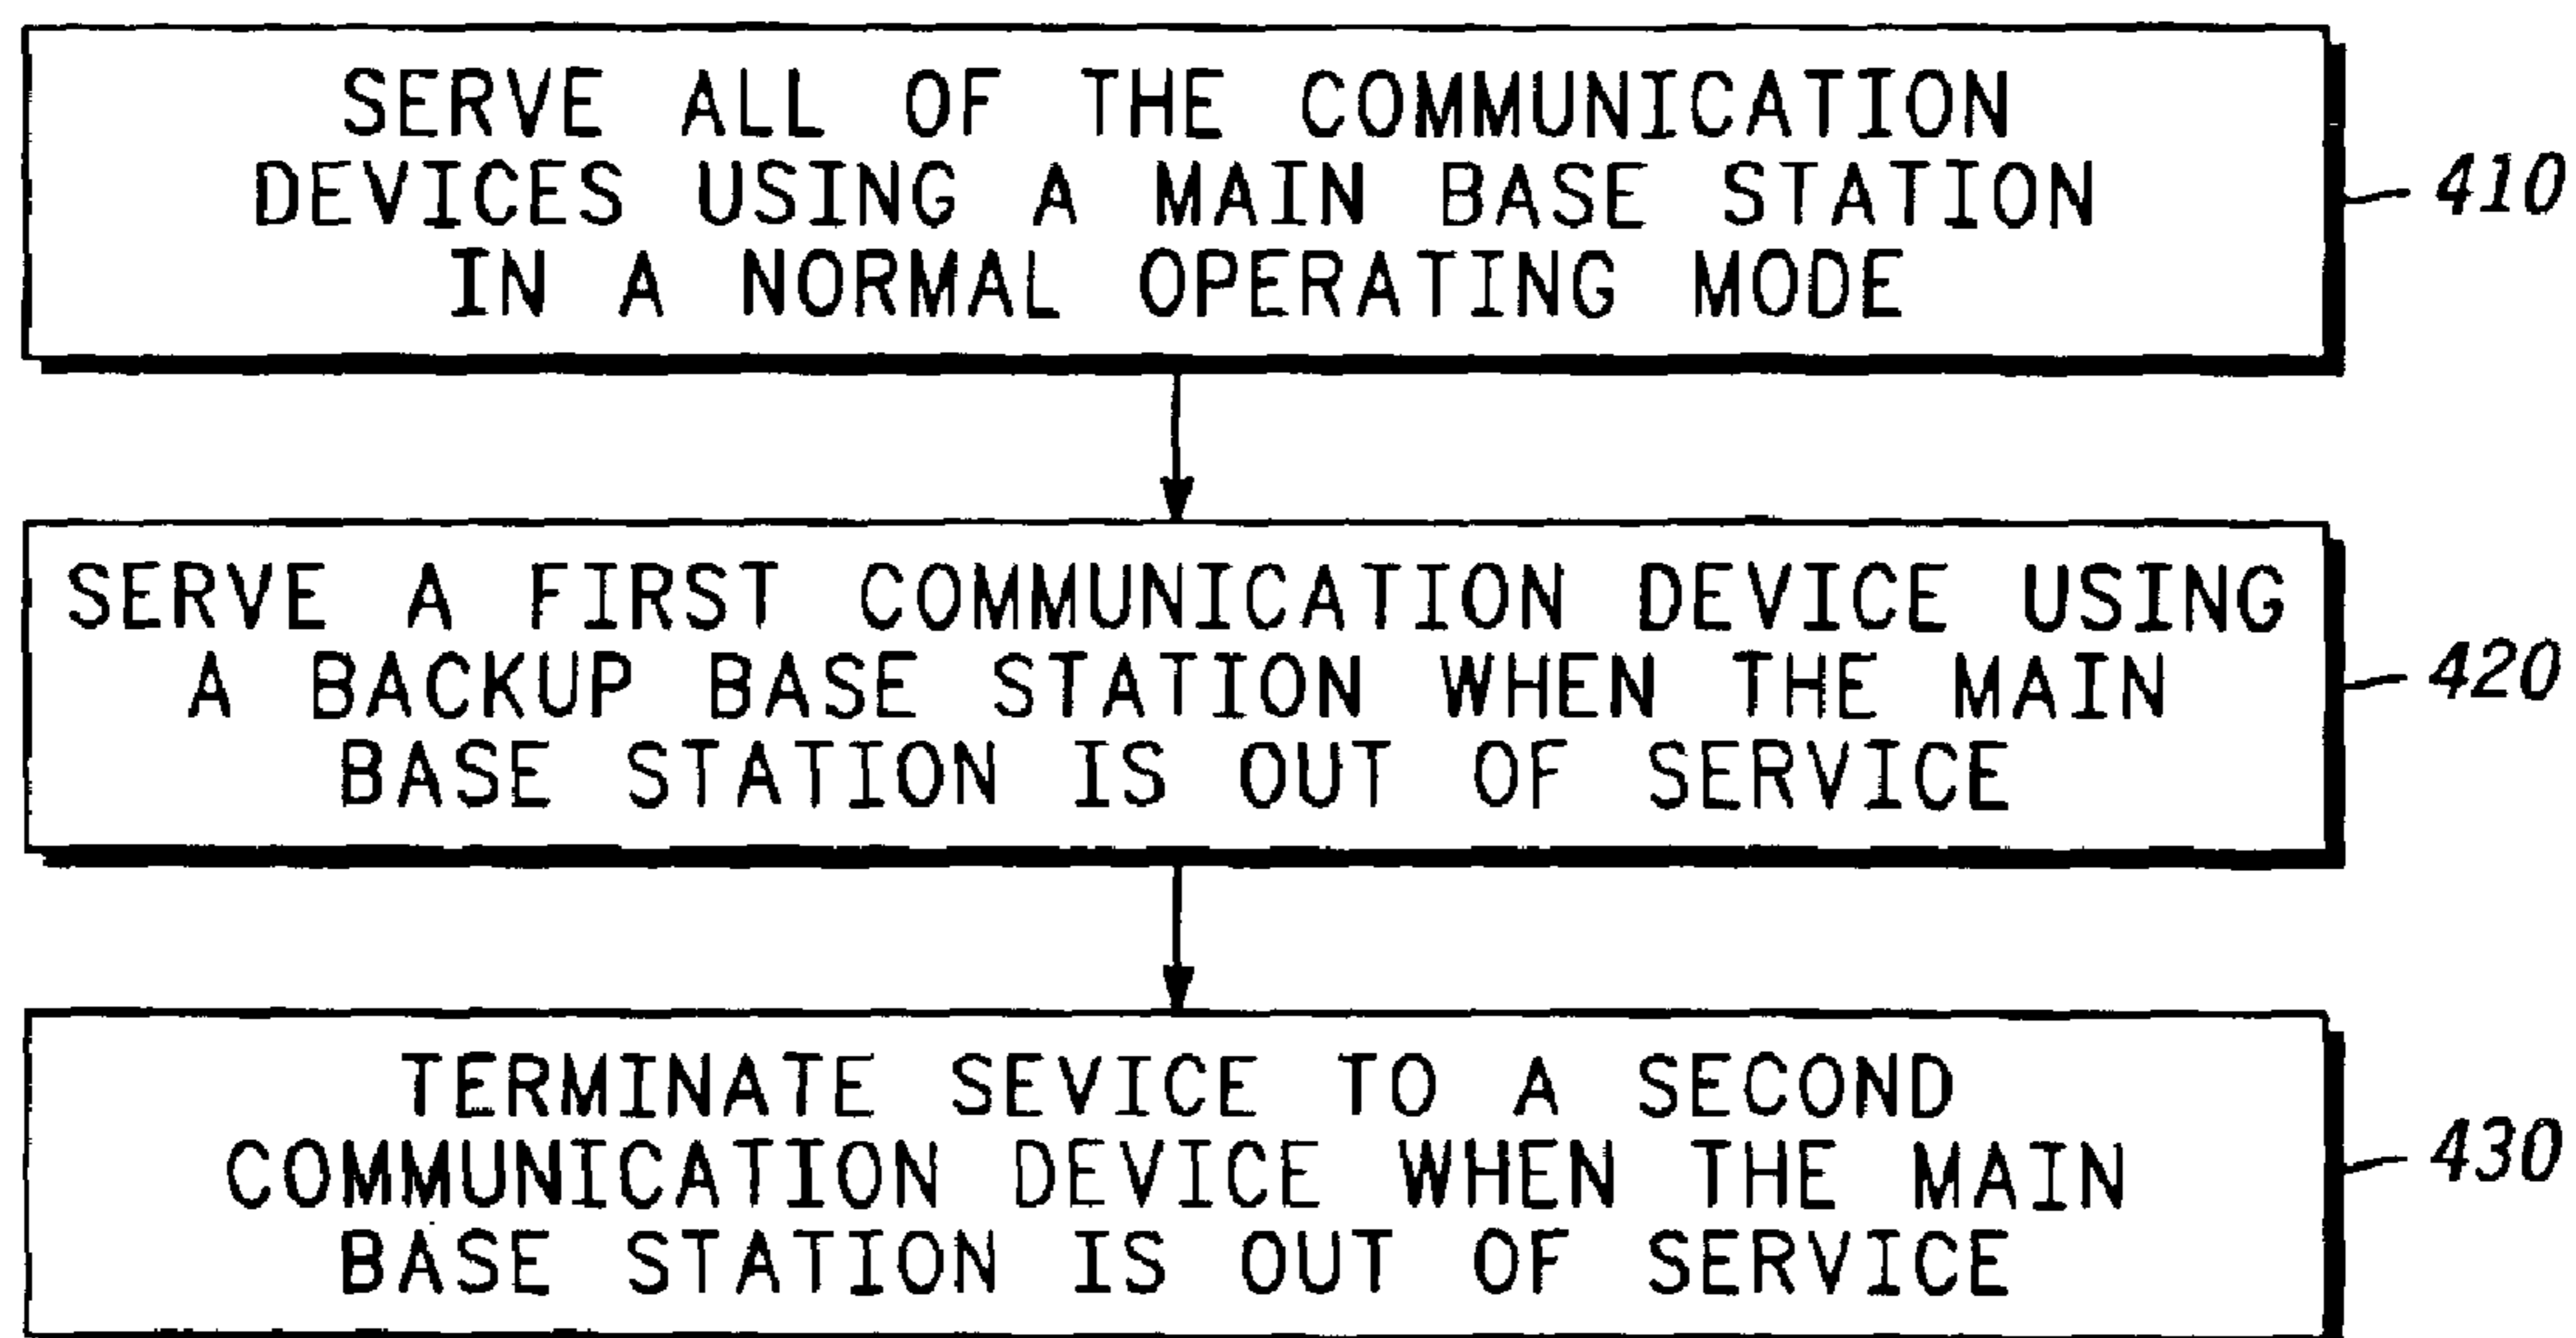 SERVE ALL OF THE COMMUNICATION
DEVICES USING A MAIN BASE STATION
IN A NORMAL OPERATING MODE
410
SERVE A FIRST COMMUNICATION DEVICE USING
A BACKUP BASE STATION WHEN THE MAIN
BASE STATION IS OUT OF SERVICE
420
TERMINATE SEVICE TO A SECOND
COMMUNICATION DEVICE WHEN THE MAIN
BASE STATION IS OUT OF SERVICE
430